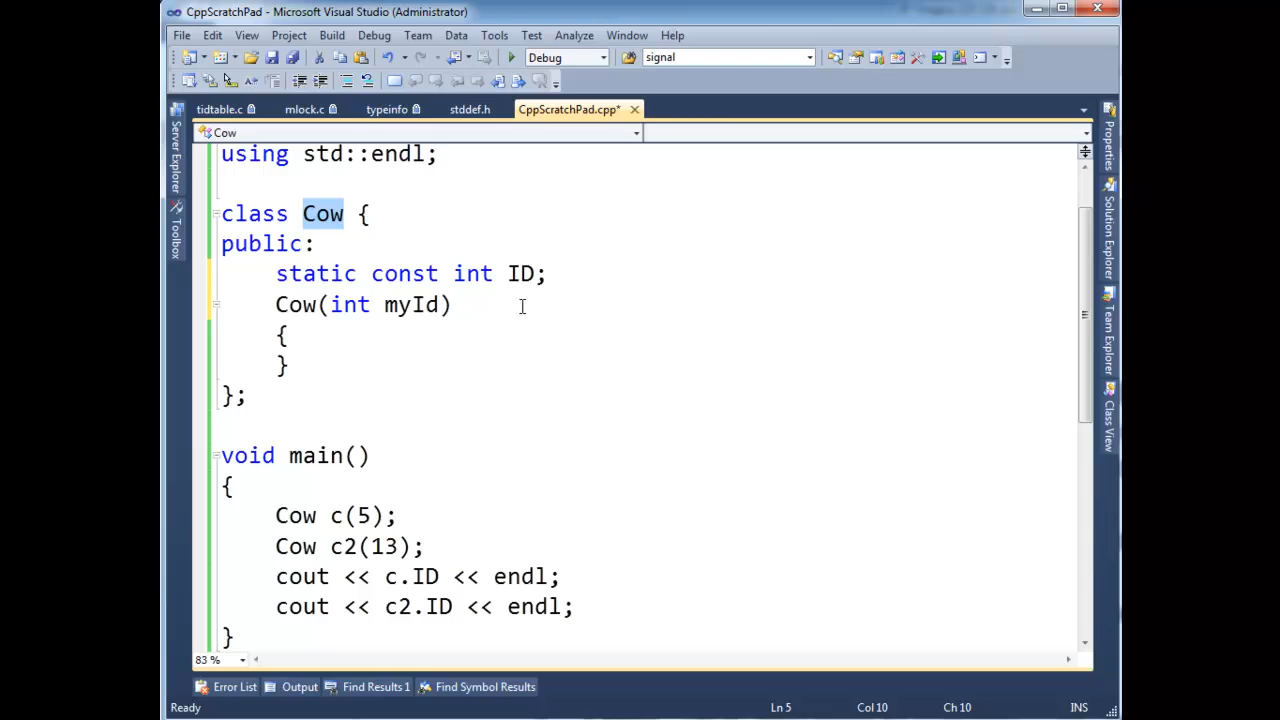 CppScratchPad - Microsoft Visual Studio (Administrator)
File Edit View Project Build Debug Team Data Tools Test Analyze Window Help
Debug signal
tidtable.c mlock.c typeinfo stddef.h CppScratchPad.cpp*
Cow
using std::endl;
class Cow {
public:
static const int ID;
Cow(int myId)
{
}
};
void main()
{
Cow c(5);
Cow c2(13);
cout << c.ID << endl;
cout << c2.ID << endl;
}
83 %
Server Explorer
Toolbox
Properties
Solution Explorer
Team Explorer
Class View
Error List Output Find Results 1 Find Symbol Results
Ready Ln 5 Col 10 Ch 10 INS